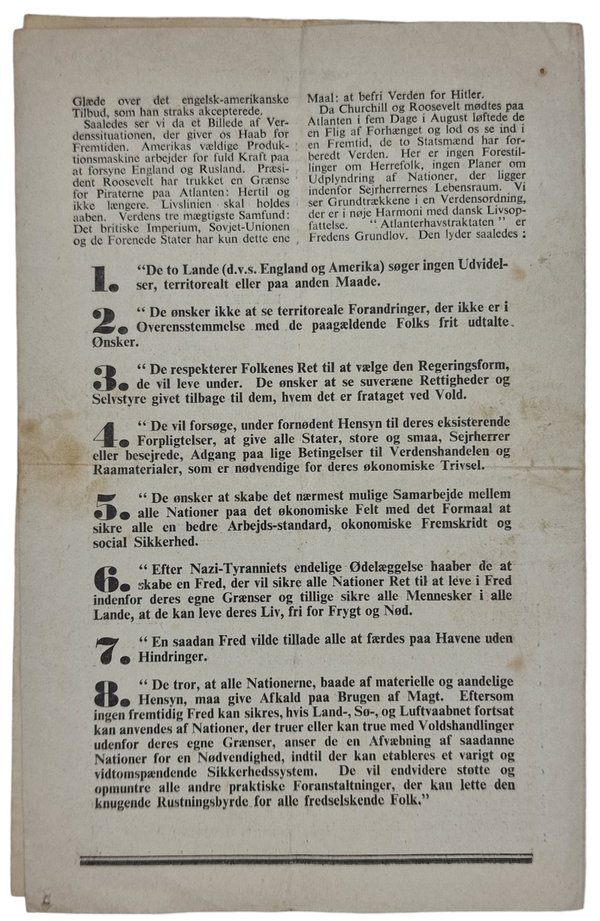 Glæde over det engelsk-amerikanske
Tilbud, som han straks akcepterede.
Saaledes ser vi da et Billede af Ver-
denssituationen, der giver os Haab for
Fremtiden. Amerikas vældige Produk-
tionsmaskine arbejder for fuld Kraft paa
at forsyne England og Rusland. Præsi-
dent Roosevelt har trukket en Grænse
for Piraterne paa Atlanten: Hertil og
ikke længere. Livslinien skal holdes
aaben. Verdens tre mægtigste Samfund:
Det britiske Imperium, Sovjet-Unionen
og de Forenede Stater har kun dette ene
Maal: at befri Verden for Hitler.
Da Churchill og Roosevelt mødtes paa
Atlanten i fem Dage i August løftede de
en Flig af Forhænget og lod os se ind i
en Fremtid, de to Statsmænd har for-
beredt Verden. Her er ingen Forestil-
linger om Herrefolk, ingen Planer om
Udplyndring af Nationer, der ligger
indenfor Sejrherrernes Lebensraum. Vi
ser Grundtrækkene i en Verdensordning,
der er i nøje Harmoni med dansk Livsop-
fattelse. "Atlanterhavstraktaten" er
Fredens Grundlov. Den lyder saaledes:
1. "De to Lande (d.v.s. England og Amerika) søger ingen Udvidel-
ser, territorealt eller paa anden Maade.
2. "De ønsker ikke at se territoreale Forandringer, der ikke er i
Overensstemmelse med de paagældende Folks frit udtalte
Ønsker.
3. "De respekterer Folkenes Ret til at vælge den Regeringsform,
de vil leve under. De ønsker at se suveræne Rettigheder og
Selvstyre givet tilbage til dem, hvem det er frataget ved Vold.
4. "De vil forsøge, under fornødent Hensyn til deres eksisterende
Forpligtelser, at give alle Stater, store og smaa, Sejrherrer
eller besejrede, Adgang paa lige Betingelser til Verdenshandelen og
Raamaterialer, som er nødvendige for deres økonomiske Trivsel.
5. "De ønsker at skabe det nærmest mulige Samarbejde mellem
alle Nationer paa det økonomiske Felt med det Formaal at
sikre alle en bedre Arbejds-standard, okonomiske Fremskridt og
social Sikkerhed.
6. "Efter Nazi-Tyranniets endelige Ødelæggelse haaber de at
skabe en Fred, der vil sikre alle Nationer Ret til at leve i Fred
indenfor deres egne Grænser og tillige sikre alle Mennesker i alle
Lande, at de kan leve deres Liv, fri for Frygt og Nød.
7. "En saadan Fred vilde tillade alle at færdes paa Havene uden
Hindringer.
8. "De tror, at alle Nationerne, baade af materielle og aandelige
Hensyn, maa give Afkald paa Brugen af Magt. Eftersom
ingen fremtidig Fred kan sikres, hvis Land-, Sø-, og Luftvaabnet fortsat
kan anvendes af Nationer, der truer eller kan true med Voldshandlinger
udenfor deres egne Grænser, anser de en Afvæbning af saadanne
Nationer for en Nødvendighed, indtil der kan etableres et varigt og
vidtomspændende Sikkerhedssystem. De vil endvidere støtte og
opmuntre alle andre praktiske Foranstaltninger, der kan lette den
knugende Rustningsbyrde for alle fredselskende Folk."